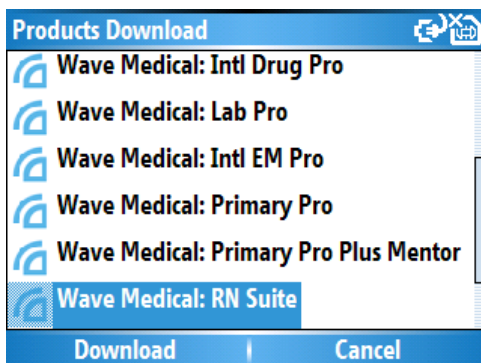 Products Download
Wave Medical: Intl Drug Pro
Wave Medical: Lab Pro
Wave Medical: Intl EM Pro
Wave Medical: Primary Pro
Wave Medical: Primary Pro Plus Mentor
Wave Medical: RN Suite
Download Cancel